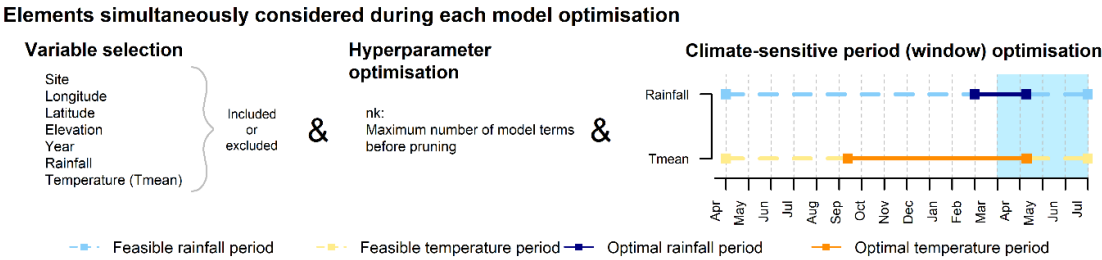 Elements simultaneously considered during each model optimisation
Variable selection
Site
Longitude
Latitude
Elevation
Year
Rainfall
Temperature (Tmean)
Included
or
excluded
&
Hyperparameter
optimisation
nk:
Maximum number of model terms
before pruning
&
Climate-sensitive period (window) optimisation
Rainfall
Tmean
Apr May Jun Jul Aug Sep Oct Nov Dec Jan Feb Mar Apr May Jun Jul
Feasible rainfall period Feasible temperature period Optimal rainfall period Optimal temperature period